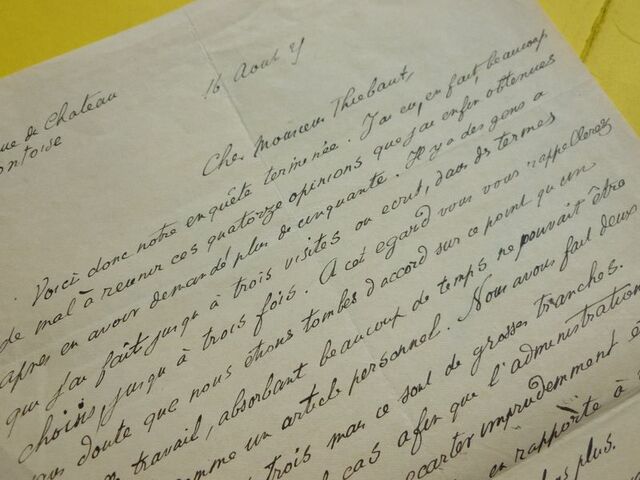 rue de Chateau
ontoise
16 Aout
Cher Monsieur Thiébaut,
Voici donc notre enquête terminée. J'ai eu, en fait, beaucoup
de mal à réunir ces quatorze opinions que j'ai enfin obtenues
après en avoir demandé plus de cinquante. Il y a des gens a
qui j'ai fait jusqu'à trois visites ou écrit, dans des termes
choisis, jusqu'à trois fois. A cet égard vous vous rappellerez
sans doute que nous étions tombés d'accord sur ce point qu'un
travail, absorbant beaucoup de temps ne pouvait être
comme un article personnel. Nous avons fait deux
trois mais ce sont de grosses tranches.
cas afin que l'administration
écarter imprudemment
en rapporte à
plus.